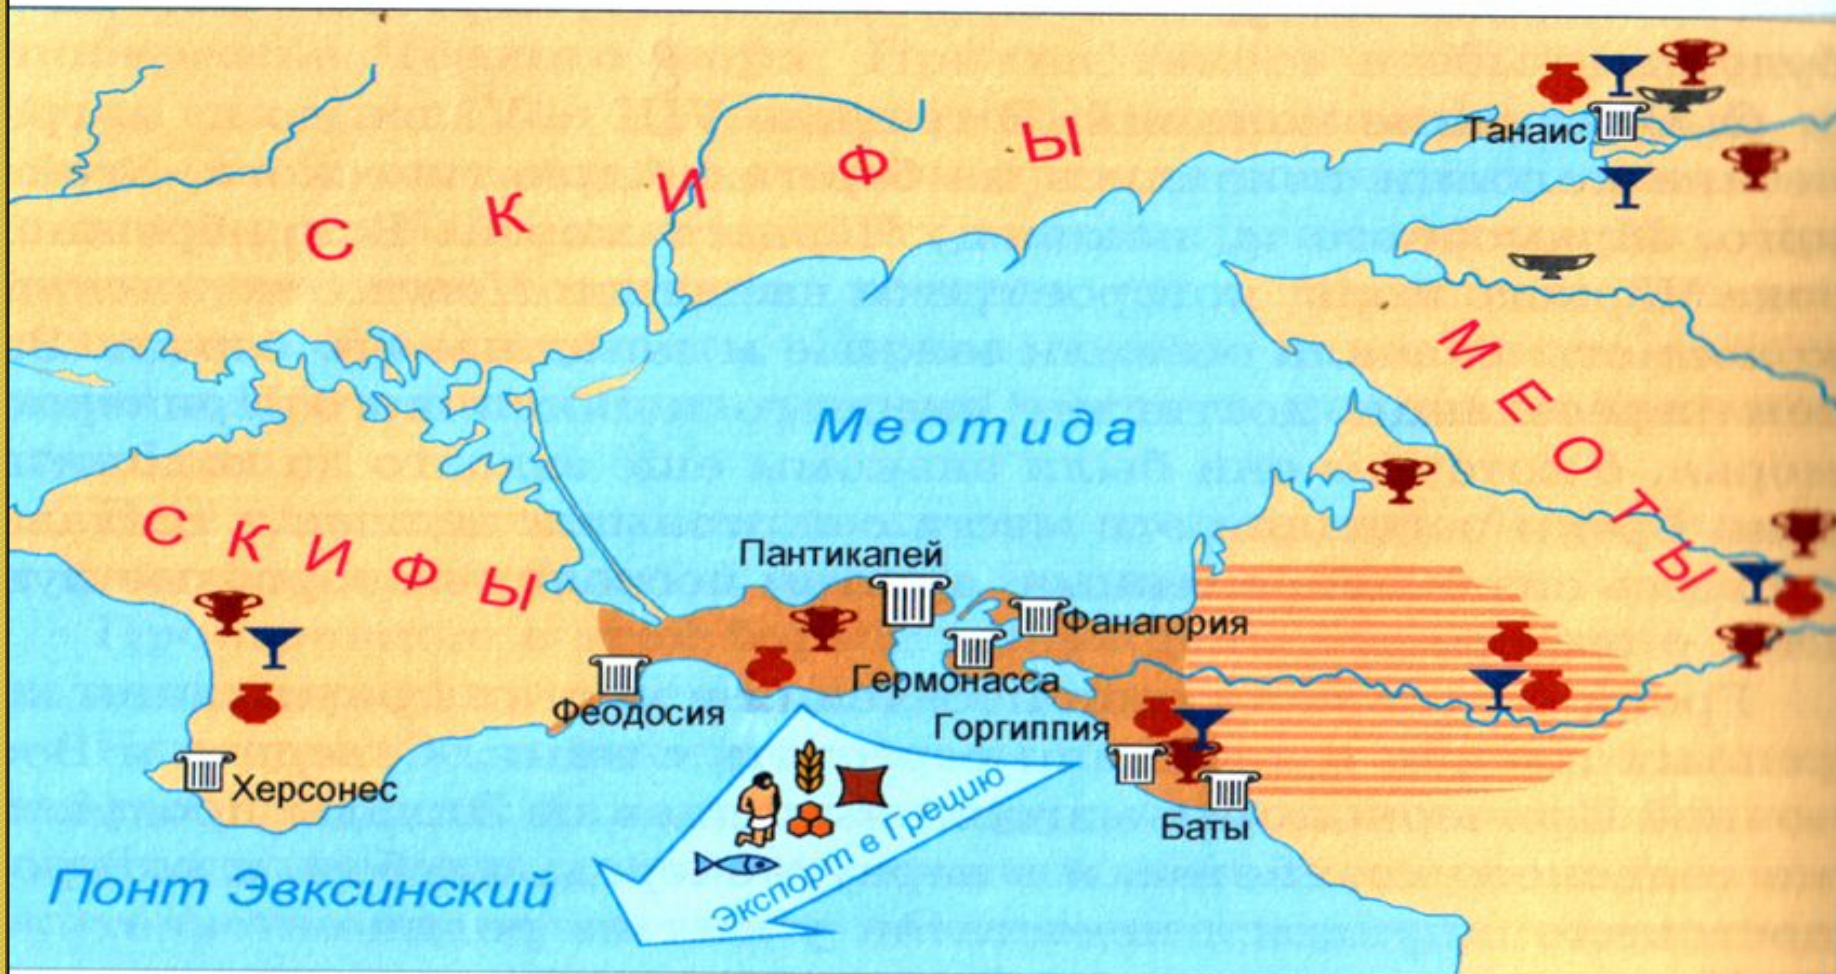 Танаис
СКИФЫ
МЕОТЫ
Меотида
СКИФЫ
Пантикапей
Фанагория
Гермонасса
Феодосия
Горгиппия
Херсонес
Экспорт в Грецию
Баты
Понт Эвксинский